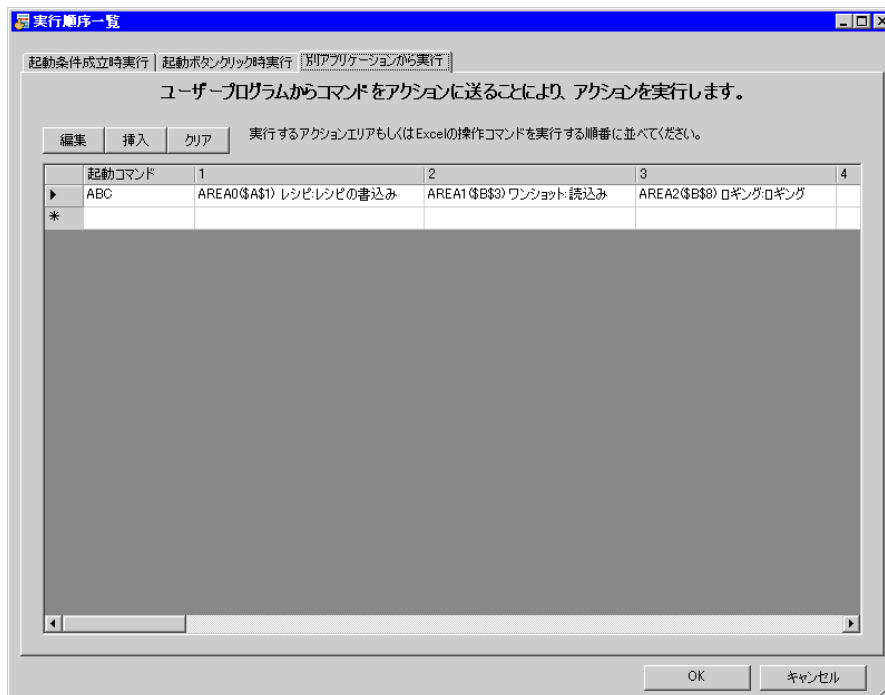 実行順序一覧
起動条件成立時実行 起動ボタンクリック時実行 別アプリケーションから実行
ユーザープログラムからコマンドをアクションに送ることにより、アクションを実行します。
編集 挿入 クリア 実行するアクションエリアもしくはExcelの操作コマンドを実行する順番に並べてください。
起動コマンド 1 2 3 4
ABC AREA0($A$1) レシピ:レシピの書込み AREA1($B$3) ワンショット:読込み AREA2($B$8) ロギング:ロギング
OK キャンセル